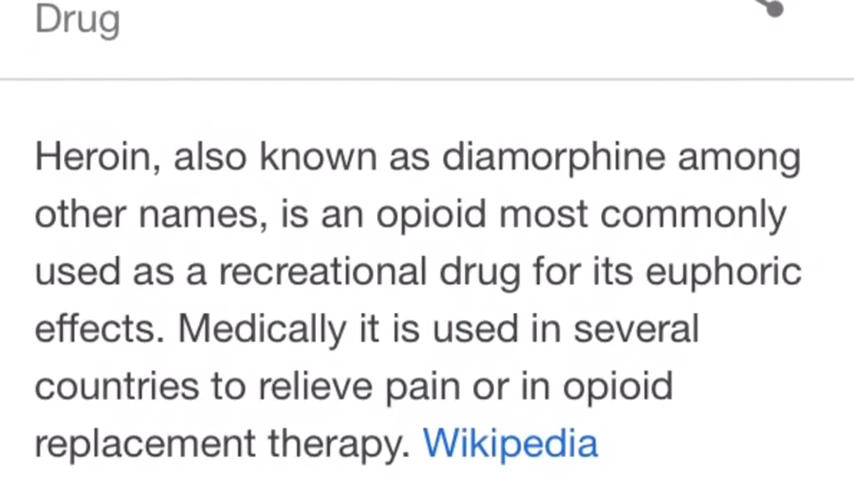 Drug
Heroin, also known as diamorphine among
other names, is an opioid most commonly
used as a recreational drug for its euphoric
effects. Medically it is used in several
countries to relieve pain or in opioid
replacement therapy. Wikipedia